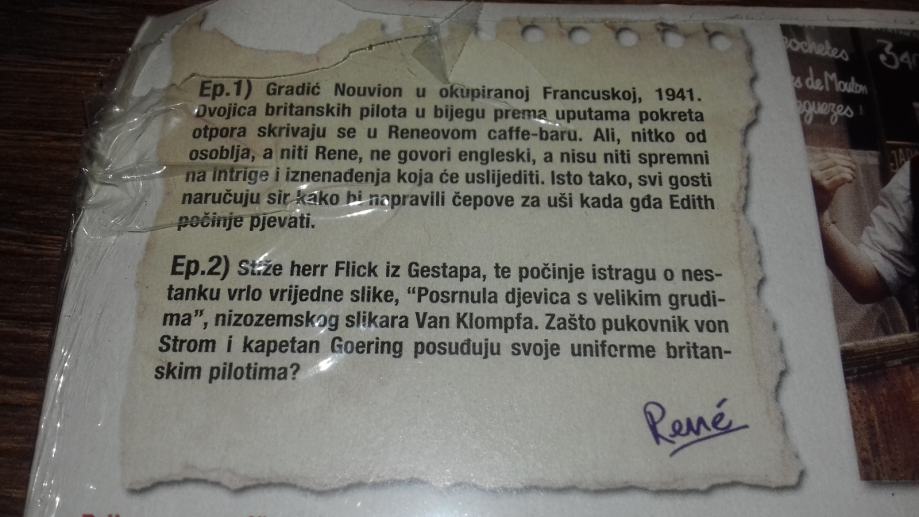 Ep.1) Gradić Nouvion u okupiranoj Francuskoj, 1941.
Dvojica britanskih pilota u bijegu prema uputama pokreta
otpora skrivaju se u Reneovom caffe-baru. Ali, nitko od
osoblja, a niti Rene, ne govori engleski, a nisu niti spremni
na intrige i iznenađenja koja će uslijediti. Isto tako, svi gosti
naručuju sir kako bi napravili čepove za uši kada gđa Edith
počinje pjevati.
Ep.2) Stiže herr Flick iz Gestapa, te počinje istragu o nes-
tanku vrlo vrijedne slike, “Posrnula djevica s velikim grudi-
ma”, nizozemskog slikara Van Klompfa. Zašto pukovnik von
Strom i kapetan Goering posuđuju svoje uniforme britan-
skim pilotima?
René
de Mouton